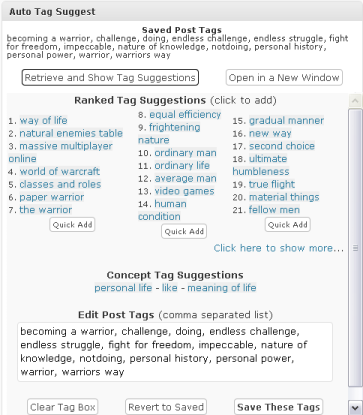 Auto Tag Suggest
Saved Post Tags
becoming a warrior, challenge, doing, endless challenge, endless struggle, fight
for freedom, impeccable, nature of knowledge, notdoing, personal history,
personal power, warrior, warriors way
Retrieve and Show Tag Suggestions
Open in a New Window
Ranked Tag Suggestions (click to add)
1. way of life
2. natural enemies table
3. massive multiplayer
online
4. world of warcraft
5. classes and roles
6. paper warrior
7. the warrior
Quick Add
8. equal efficiency
9. frightening
nature
10. ordinary man
11. ordinary life
12. average man
13. video games
14. human
condition
Quick Add
15. gradual manner
16. new way
17. second choice
18. ultimate
humbleness
19. true flight
20. material things
21. fellow men
Quick Add
Click here to show more...
Concept Tag Suggestions
personal life - like - meaning of life
Edit Post Tags (comma separated list)
becoming a warrior, challenge, doing, endless challenge,
endless struggle, fight for freedom, impeccable, nature of
knowledge, notdoing, personal history, personal power,
warrior, warriors way
Clear Tag Box
Revert to Saved
Save These Tags